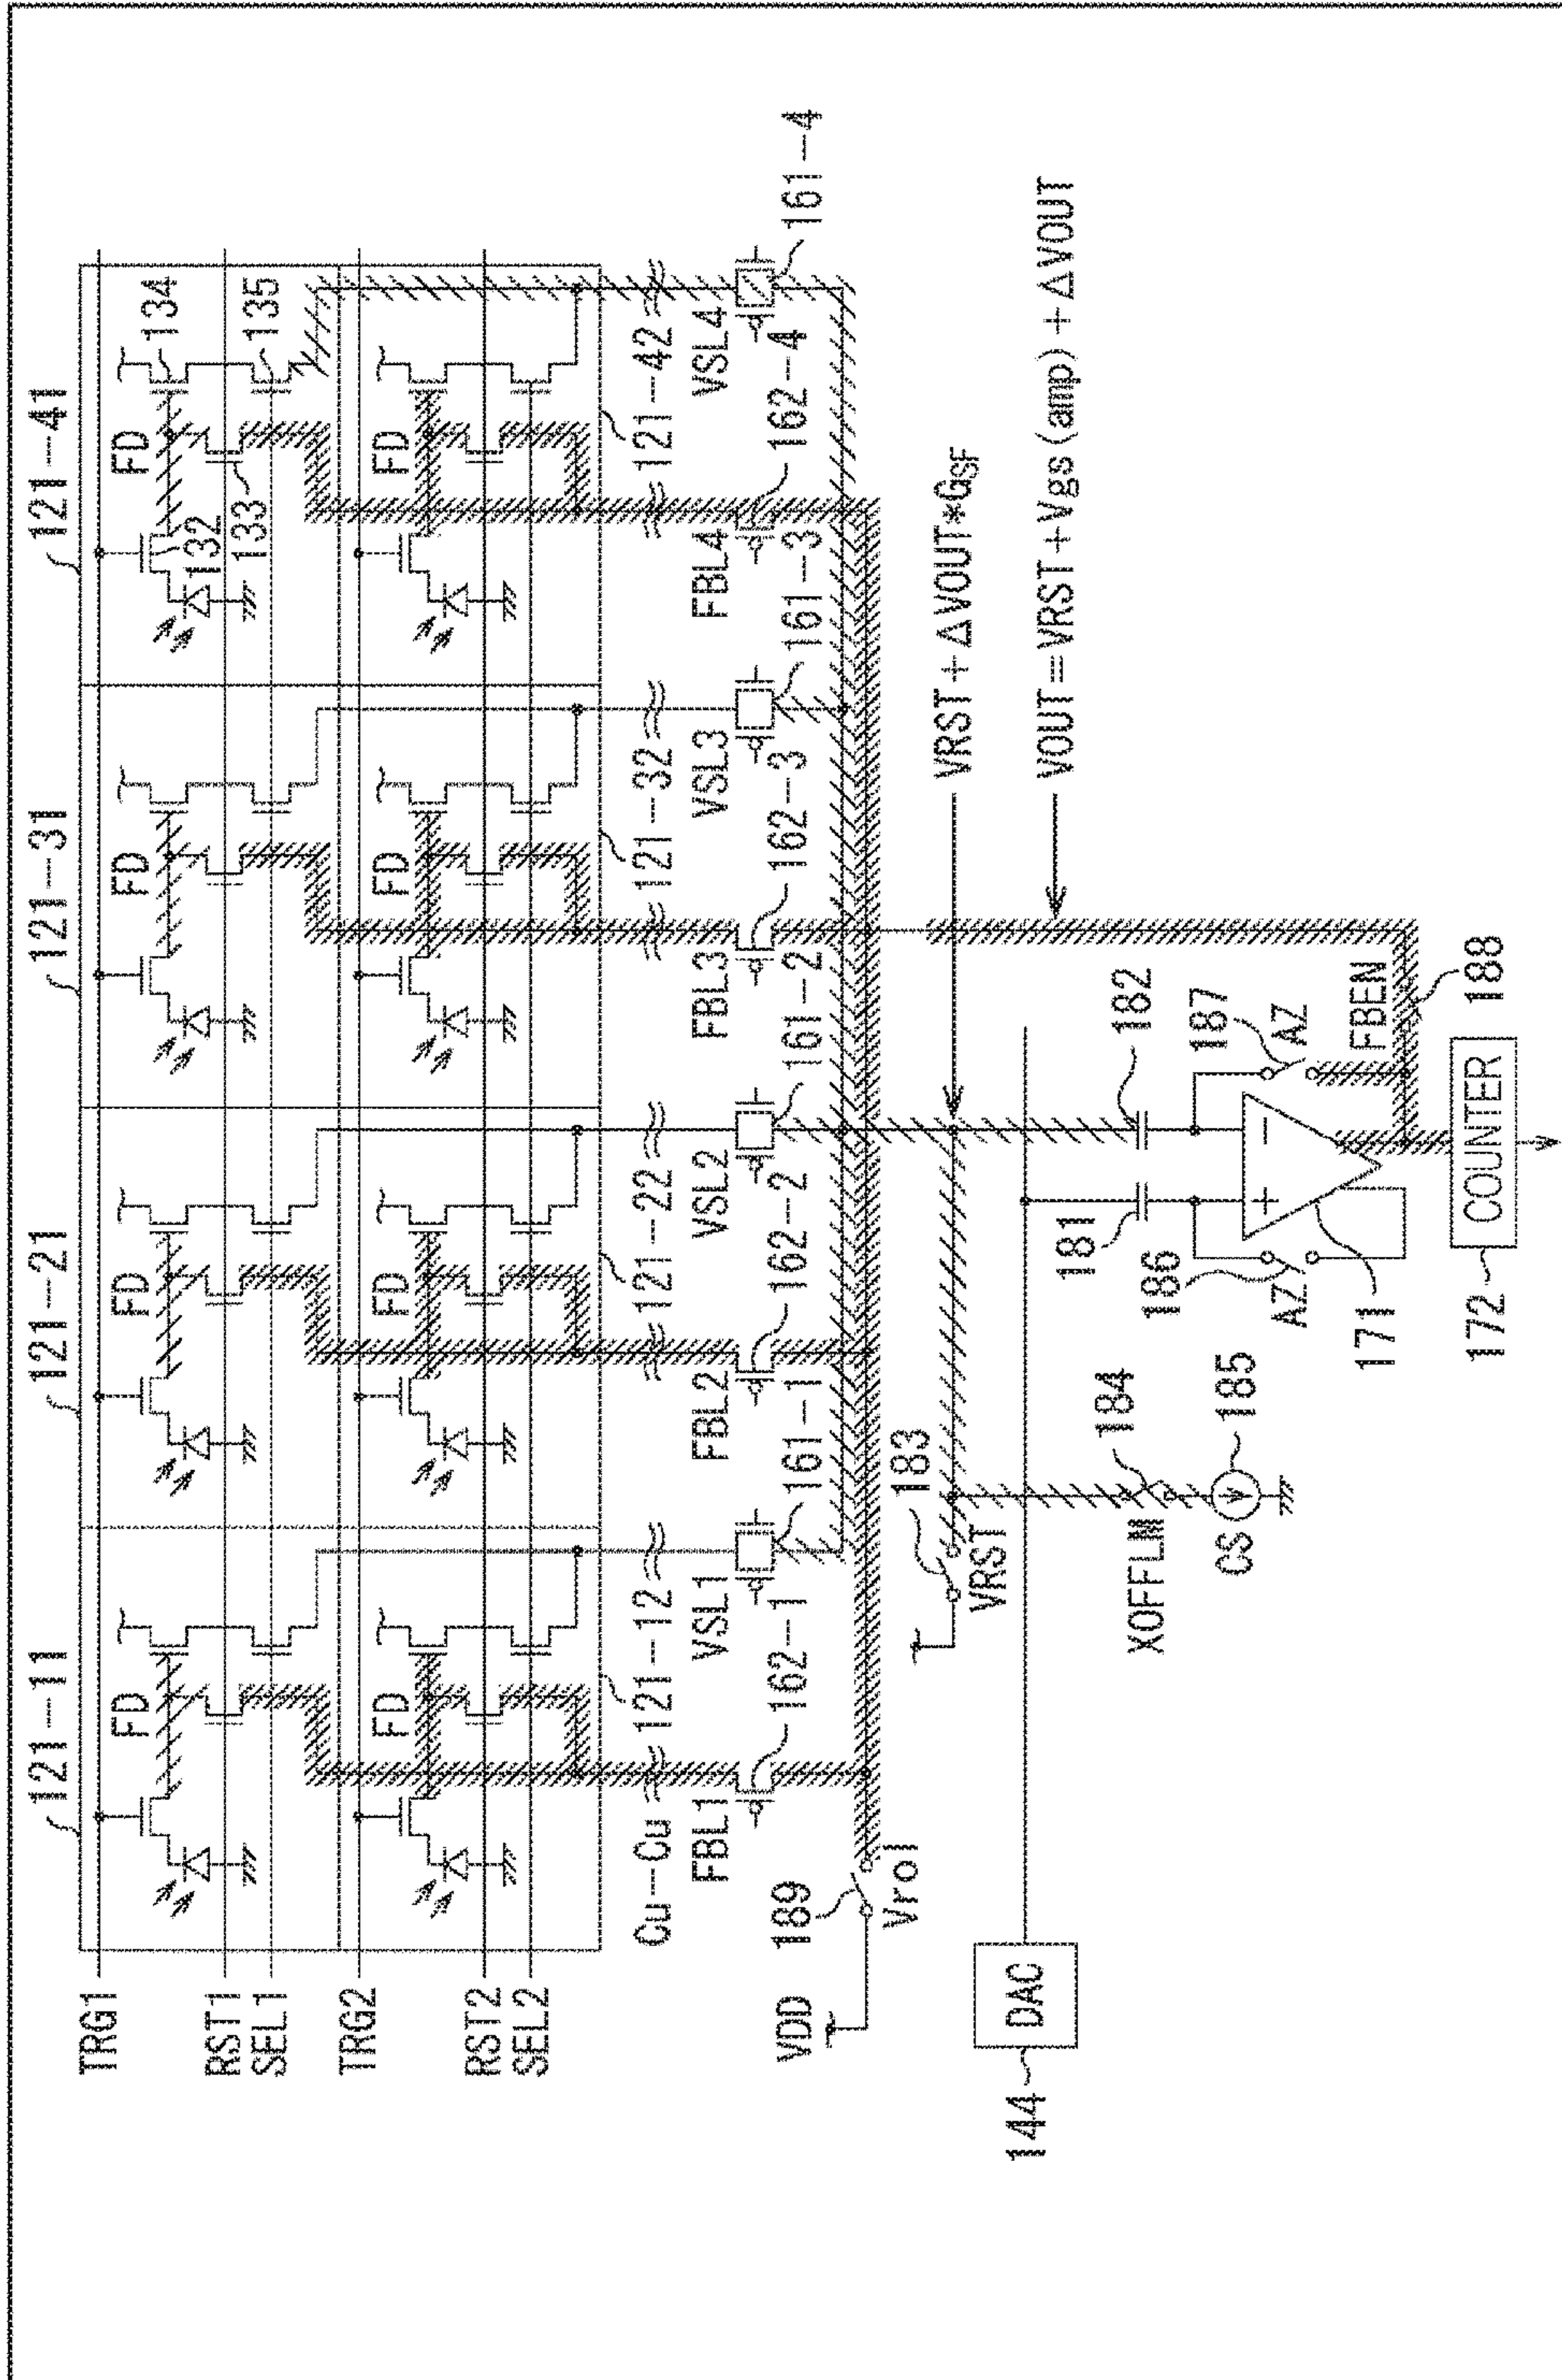 121-11
121-21
121-31
121-41
TRG1
FD
FD
FD
FD
132
133
134
135
RST1
SEL1
TRG2
FD
FD
FD
FD
RST2
SEL2
Cu-Cu
121-12
121-22
121-32
121-42
FBL1
VSL1
FBL2
VSL2
FBL3
VSL3
FBL4
VSL4
162-1
161-1
162-2
161-2
162-3
161-3
162-4
161-4
VDD
189
Vrol
183
VRST
VRST+ΔVOUT*GSF
VOUT=VRST+Vgs(amp)+ΔVOUT
144
DAC
XOFFLM
184
CS
185
181
182
186
AZ
187
AZ
FBEN
171
188
172
COUNTER